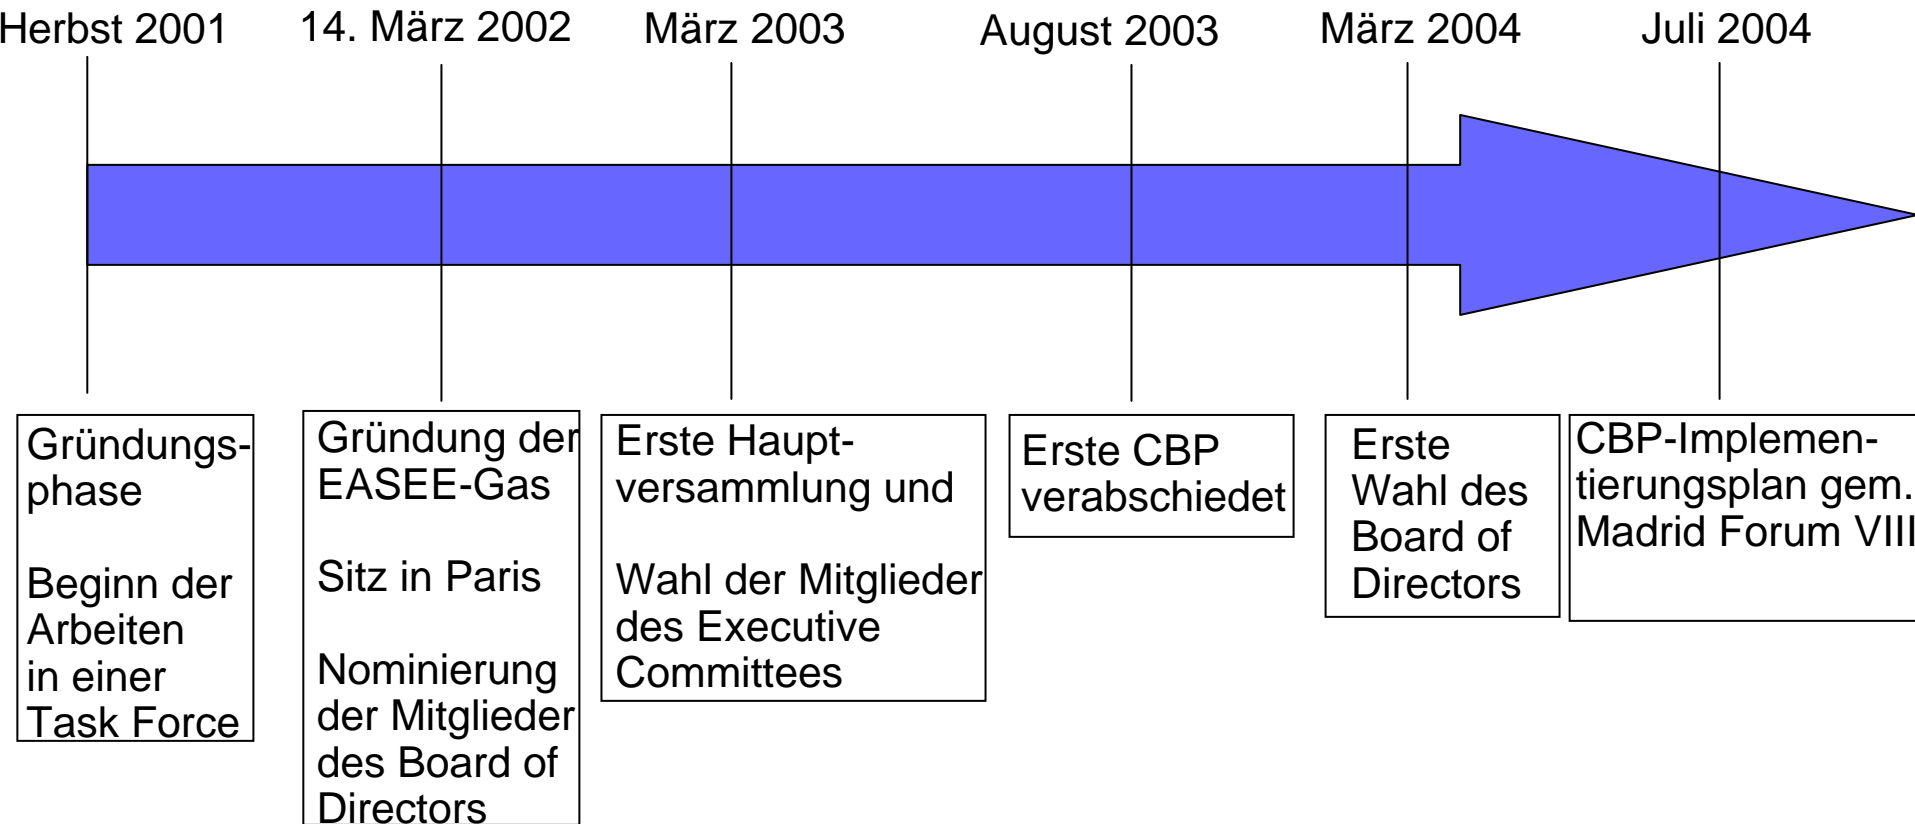 Herbst 2001
14. März 2002
März 2003
August 2003
März 2004
Juli 2004
Gründungs-
phase
Beginn der
Arbeiten
in einer
Task Force
Gründung der
EASEE-Gas
Sitz in Paris
Nominierung
der Mitglieder
des Board of
Directors
Erste Haupt-
versammlung und
Wahl der Mitglieder
des Executive
Committees
Erste CBP
verabschiedet
Erste
Wahl des
Board of
Directors
CBP-Implemen-
tierungsplan gem.
Madrid Forum VIII